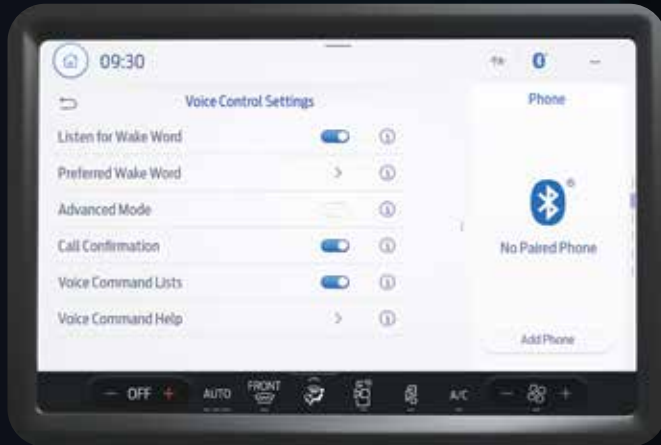 09:30
Voice Control Settings
Listen for Wake Word
Preferred Wake Word
Advanced Mode
Call Confirmation
Voice Command Lists
Voice Command Help
Phone
No Paired Phone
Add Phone
- OFF + AUTO FRONT A/C - +